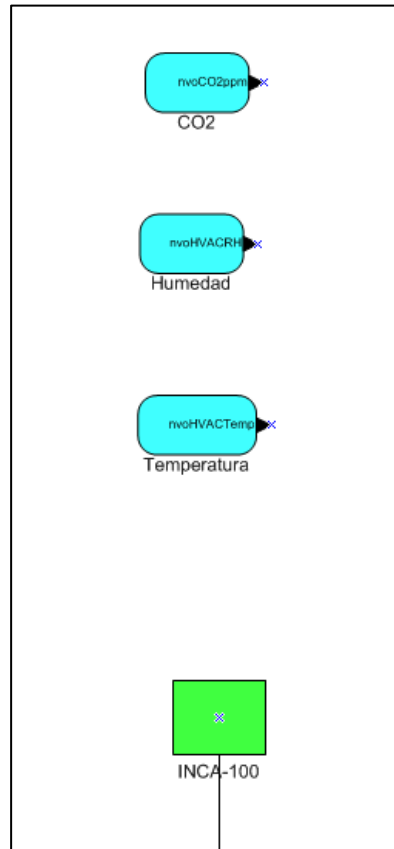 nvoCO2ppm
CO2
nvoHVACRH
Humedad
nvoHVACTemp
Temperatura
INCA-100